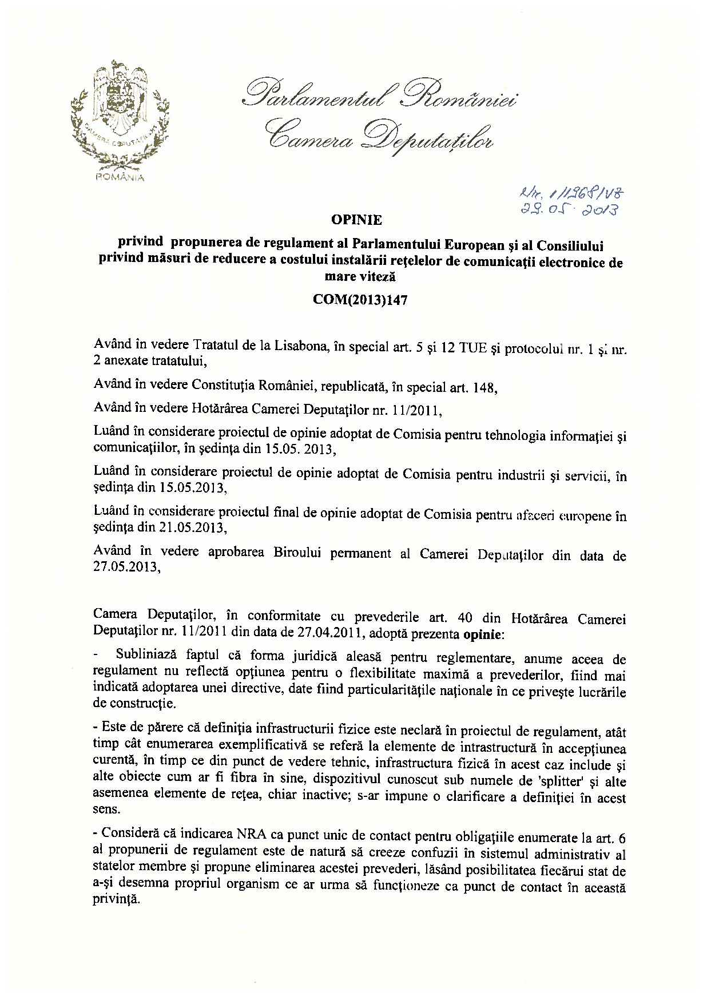 Parlamentul României
Camera Deputaților
CAMERA DEPUTAȚILOR
ROMÂNIA
Nr. 1/1968/VB
29.05.2013
OPINIE
privind propunerea de regulament al Parlamentului European şi al Consiliului
privind măsuri de reducere a costului instalării reţelelor de comunicaţii electronice de
mare viteză
COM(2013)147
Având în vedere Tratatul de la Lisabona, în special art. 5 şi 12 TUE şi protocolul nr. 1 şi nr.
2 anexate tratatului,
Având în vedere Constituţia României, republicată, în special art. 148,
Având în vedere Hotărârea Camerei Deputaţilor nr. 11/2011,
Luând în considerare proiectul de opinie adoptat de Comisia pentru tehnologia informaţiei şi
comunicaţiilor, în şedinţa din 15.05. 2013,
Luând în considerare proiectul de opinie adoptat de Comisia pentru industrii şi servicii, în
şedinţa din 15.05.2013,
Luând în considerare proiectul final de opinie adoptat de Comisia pentru afaceri europene în
şedinţa din 21.05.2013,
Având în vedere aprobarea Biroului permanent al Camerei Deputaţilor din data de
27.05.2013,
Camera Deputaţilor, în conformitate cu prevederile art. 40 din Hotărârea Camerei
Deputaţilor nr. 11/2011 din data de 27.04.2011, adoptă prezenta opinie:
- Subliniază faptul că forma juridică aleasă pentru reglementare, anume aceea de
regulament nu reflectă opţiunea pentru o flexibilitate maximă a prevederilor, fiind mai
indicată adoptarea unei directive, date fiind particularităţile naţionale în ce priveşte lucrările
de construcţie.
- Este de părere că definiţia infrastructurii fizice este neclară în proiectul de regulament, atât
timp cât enumerarea exemplificativă se referă la elemente de intrastructură în accepţiunea
curentă, în timp ce din punct de vedere tehnic, infrastructura fizică în acest caz include şi
alte obiecte cum ar fi fibra în sine, dispozitivul cunoscut sub numele de 'splitter' şi alte
asemenea elemente de reţea, chiar inactive; s-ar impune o clarificare a definiţiei în acest
sens.
- Consideră că indicarea NRA ca punct unic de contact pentru obligaţiile enumerate la art. 6
al propunerii de regulament este de natură să creeze confuzii în sistemul administrativ al
statelor membre şi propune eliminarea acestei prevederi, lăsând posibilitatea fiecărui stat de
a-şi desemna propriul organism ce ar urma să funcţioneze ca punct de contact în această
privinţă.